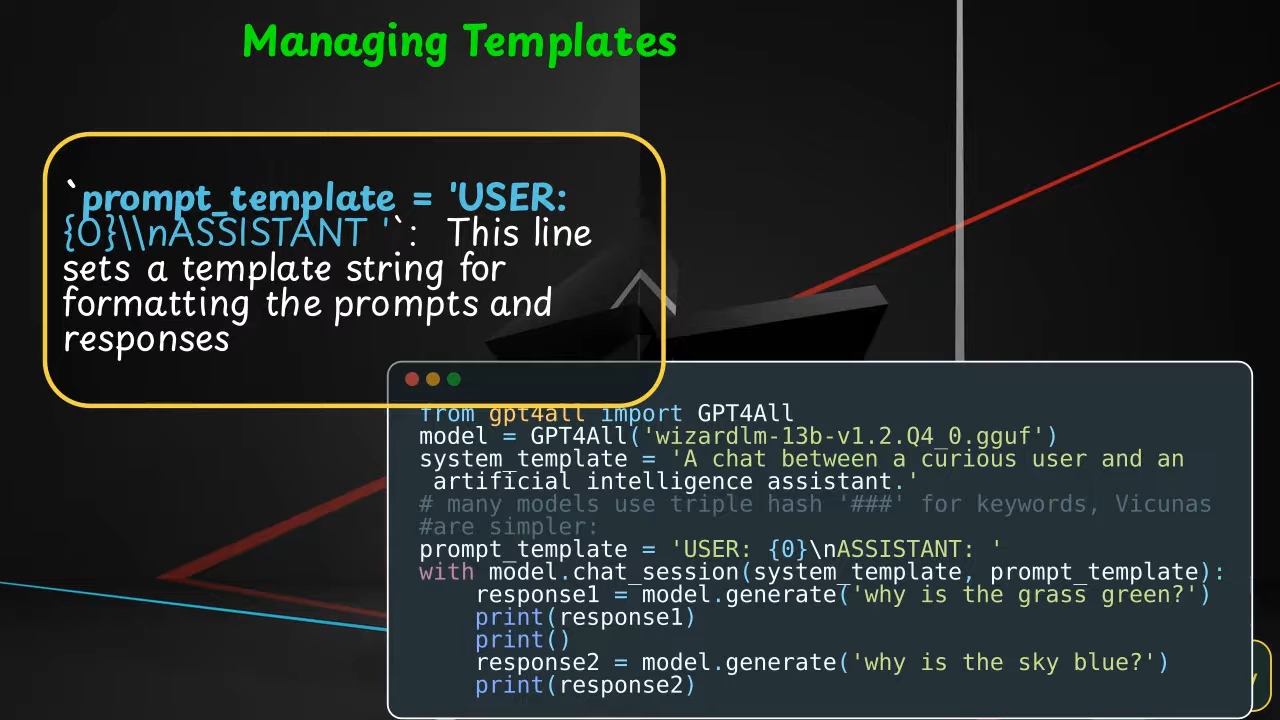 Managing Templates
`prompt_template = 'USER:
{0}\\nASSISTANT '`:  This line
sets a template string for
formatting the prompts and
responses
from gpt4all import GPT4All
model = GPT4All('wizardlm-13b-v1.2.Q4_0.gguf')
system_template = 'A chat between a curious user and an
 artificial intelligence assistant.'
# many models use triple hash '###' for keywords, Vicunas
#are simpler:
prompt_template = 'USER: {0}\nASSISTANT: '
with model.chat_session(system_template, prompt_template):
    response1 = model.generate('why is the grass green?')
    print(response1)
    print()
    response2 = model.generate('why is the sky blue?')
    print(response2)